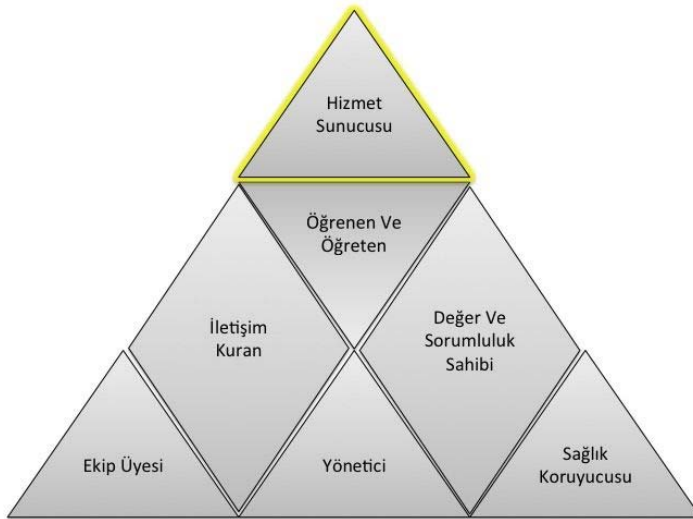 Hizmet
Sunucusu
Öğrenen Ve
Öğreten
İletişim
Kuran
Değer Ve
Sorumluluk
Sahibi
Ekip Üyesi
Yönetici
Sağlık
Koruyucusu